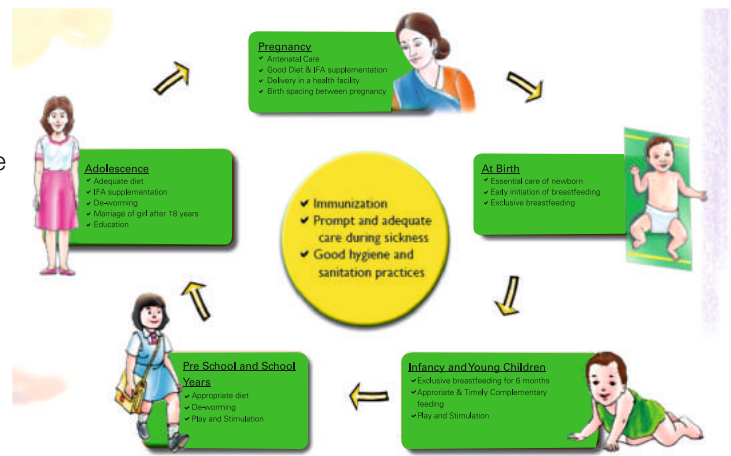 Pregnancy
✔ Antenatal Care
✔ Good Diet & IFA supplementation
✔ Delivery in a health facility
✔ Birth spacing between pregnancy
At Birth
✔ Essential care of newborn
✔ Early initiation of breastfeeding
✔ Exclusive breastfeeding
Infancy and Young Children
✔ Exclusive breastfeeding for 6 months
✔ Approriate & Timely Complementary
feeding
✔ Play and Stimulation
Pre School and School
Years
✔ Appropriete diet
✔ De-worming
✔ Play and Stimulation
Adolescence
✔ Adequate diet
✔ IFA supplementation
✔ De-worming
✔ Marriage of girl after 18 years
✔ Education
✔ Immunization
✔ Prompt and adequate
care during sickness
✔ Good hygiene and
sanitation practices
e